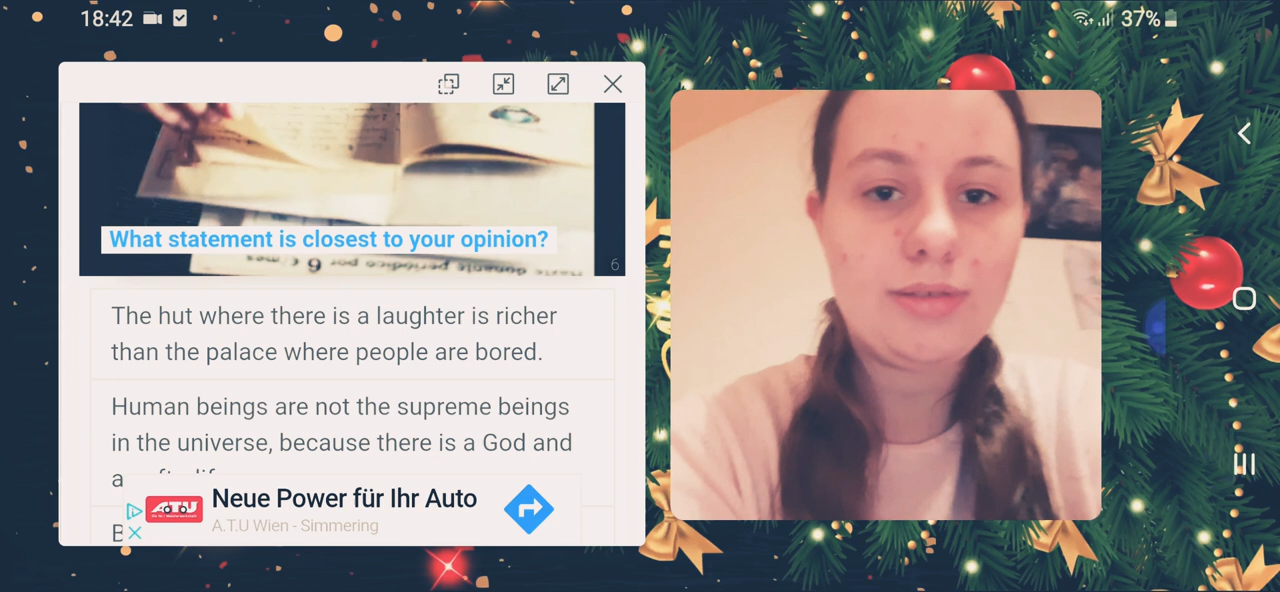 18:42
37%
What statement is closest to your opinion?
6
The hut where there is a laughter is richer
than the palace where people are bored.
Human beings are not the supreme beings
in the universe, because there is a God and
Neue Power für Ihr Auto
A.T.U Wien - Simmering
A.T.U